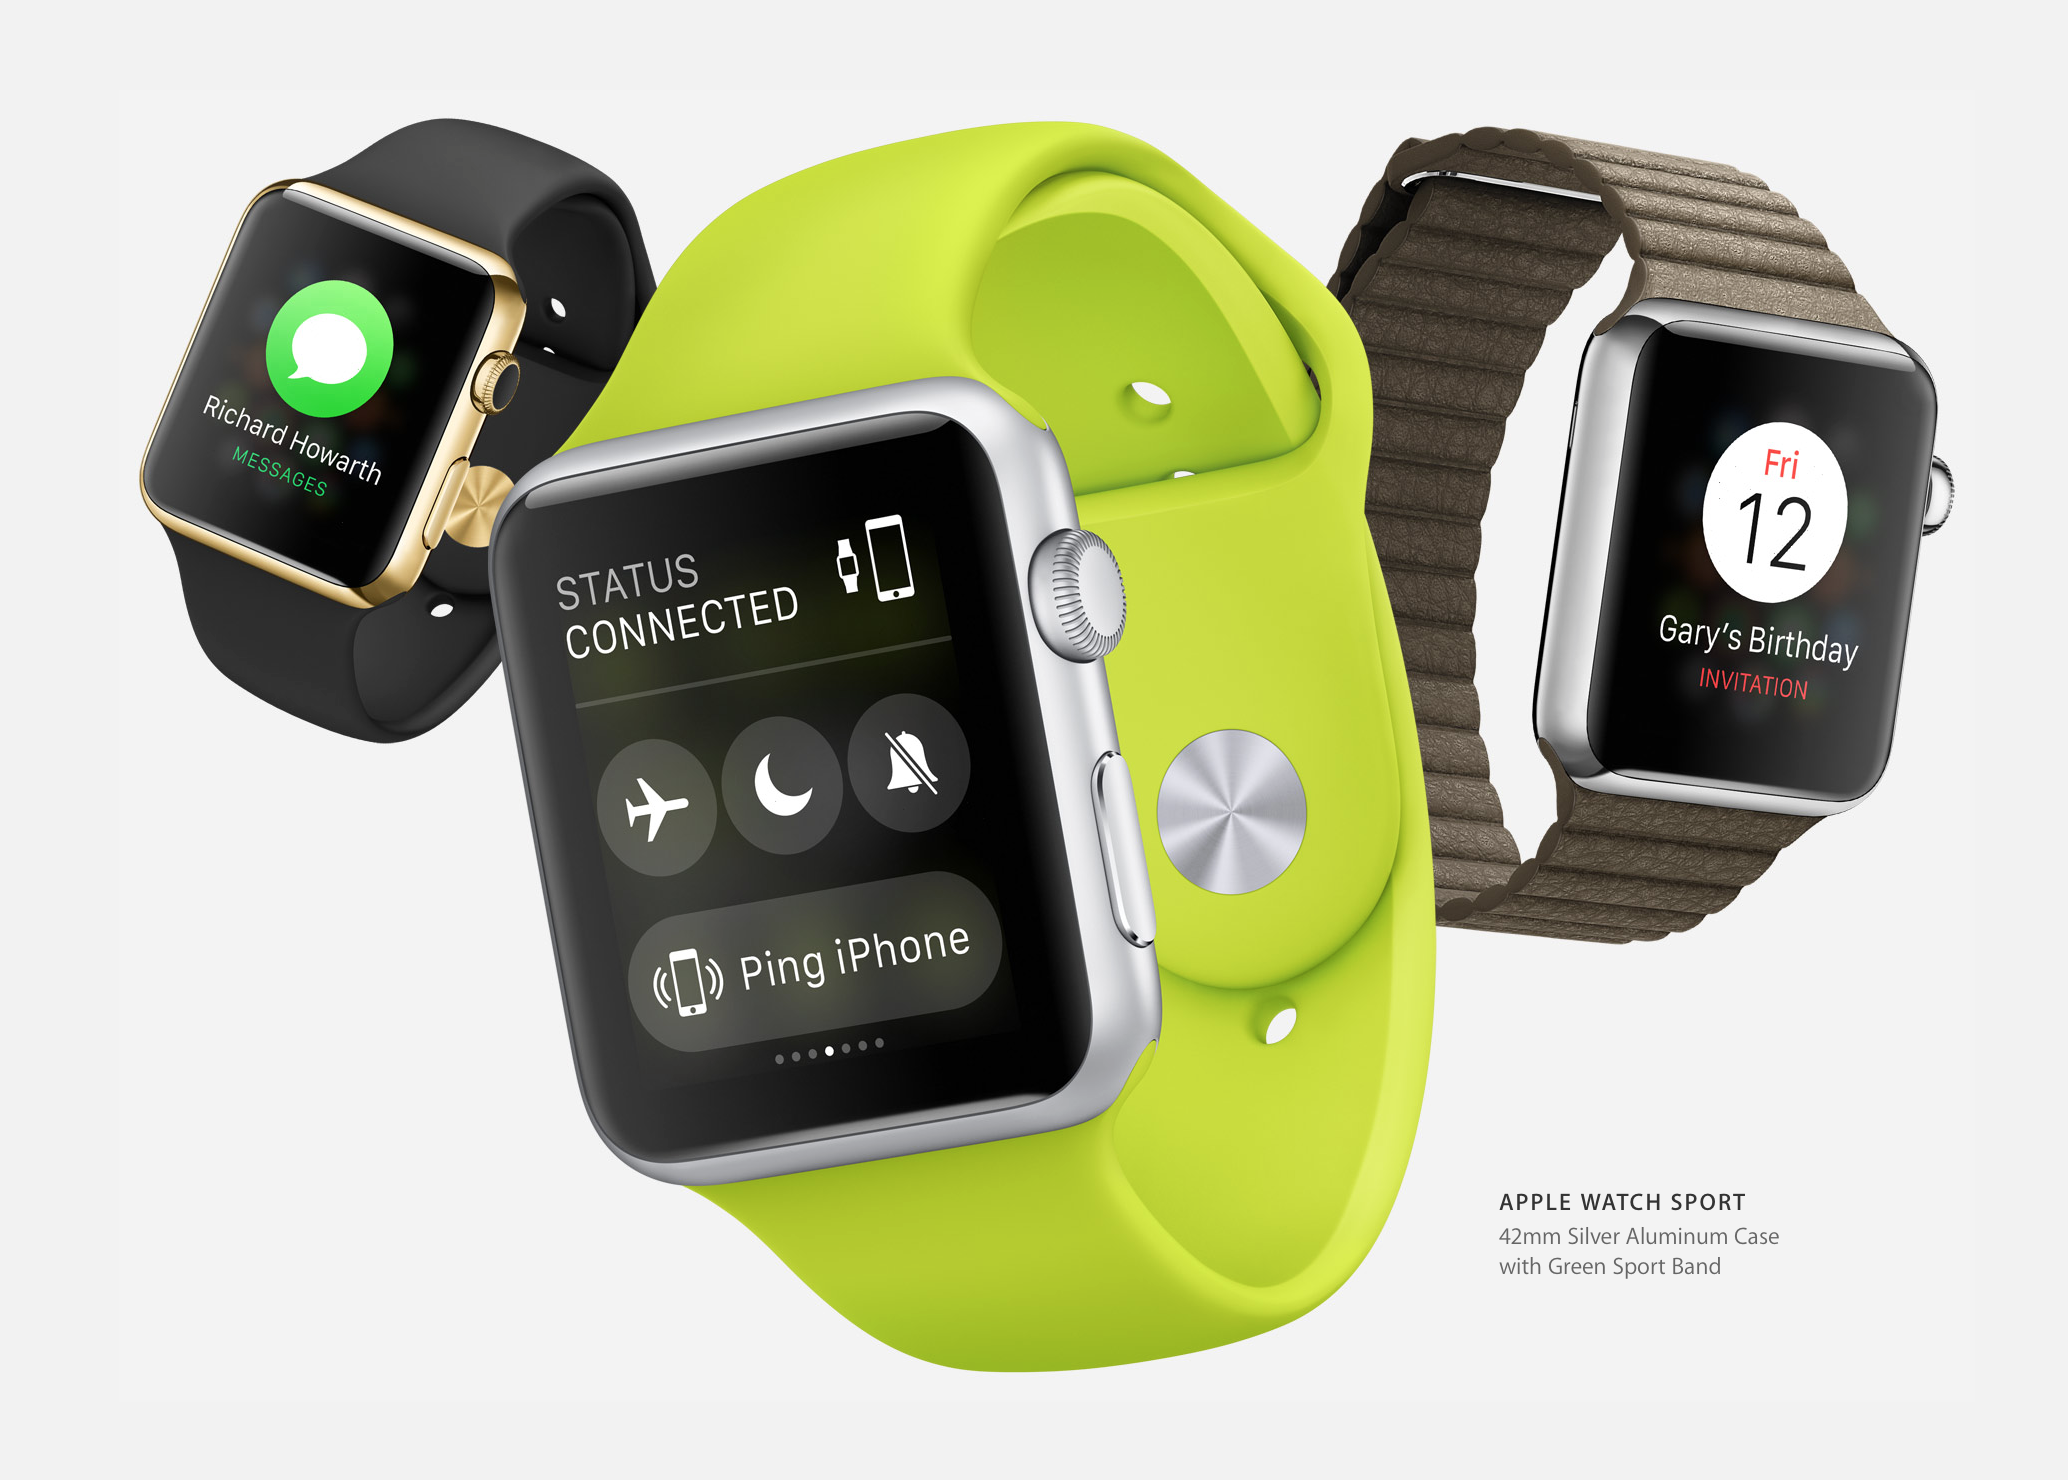 Richard Howarth
MESSAGES
STATUS
CONNECTED
Ping iPhone
Fri
12
Gary's Birthday
INVITATION
APPLE WATCH SPORT
42mm Silver Aluminum Case
with Green Sport Band